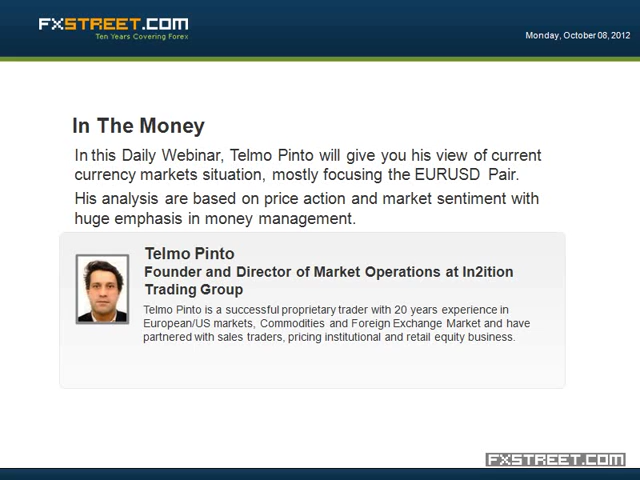 FXSTREET.COM
Ten Years Covering Forex
Monday, October 08, 2012
In The Money
In this Daily Webinar, Telmo Pinto will give you his view of current
currency markets situation, mostly focusing the EURUSD Pair.
His analysis are based on price action and market sentiment with
huge emphasis in money management.
Telmo Pinto
Founder and Director of Market Operations at In2ition
Trading Group
Telmo Pinto is a successful proprietary trader with 20 years experience in
European/US markets, Commodities and Foreign Exchange Market and have
partnered with sales traders, pricing institutional and retail equity business.
FXSTREET.COM